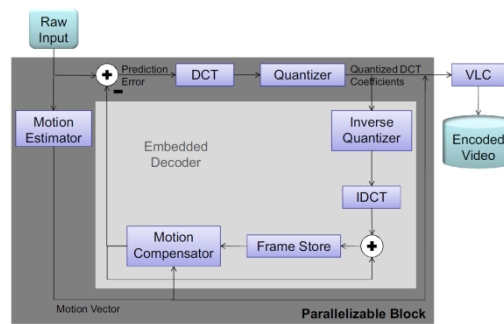 Raw
Input
Prediction
Error
DCT
Quantizer
Quantized DCT
Coefficients
VLC
Motion
Estimator
Embedded
Decoder
Inverse
Quantizer
Encoded
Video
IDCT
Motion
Compensator
Frame Store
Motion Vector
Parallelizable Block